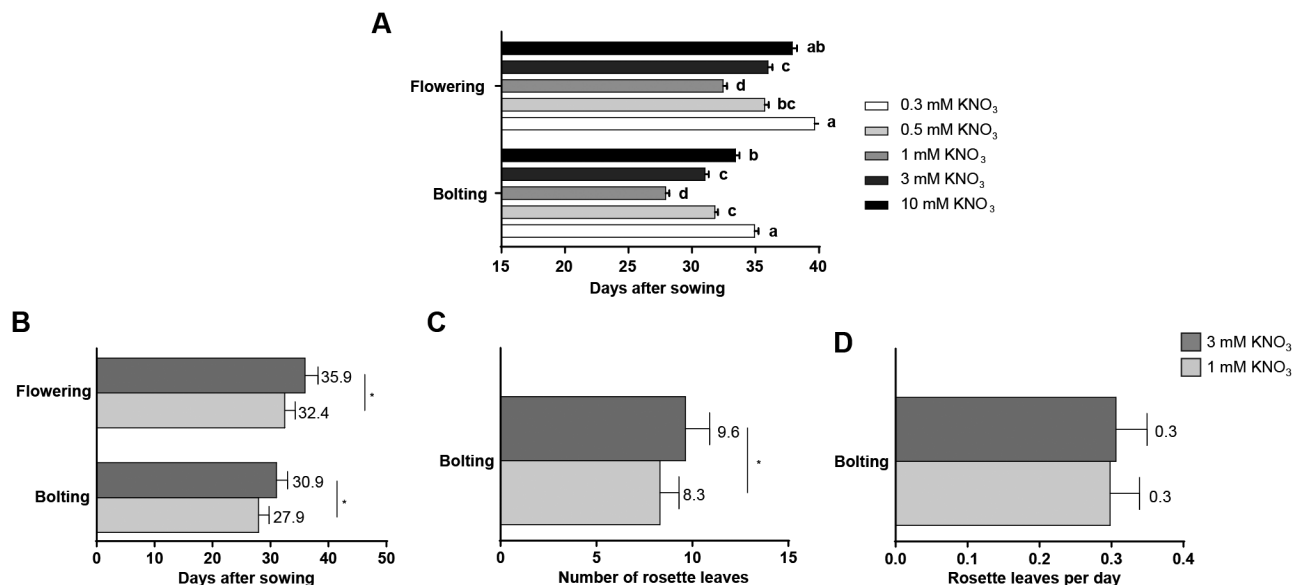 A
Flowering
ab
c
d
bc
a
Bolting
b
c
d
c
a
15 20 25 30 35 40
Days after sowing
0.3 mM KNO₃
0.5 mM KNO₃
1 mM KNO₃
3 mM KNO₃
10 mM KNO₃
B
Flowering
35.9
32.4
*
Bolting
30.9
27.9
*
0 10 20 30 40 50
Days after sowing
C
Bolting
9.6
8.3
*
0 5 10 15
Number of rosette leaves
D
Bolting
0.3
0.3
0.0 0.1 0.2 0.3 0.4
Rosette leaves per day
3 mM KNO₃
1 mM KNO₃